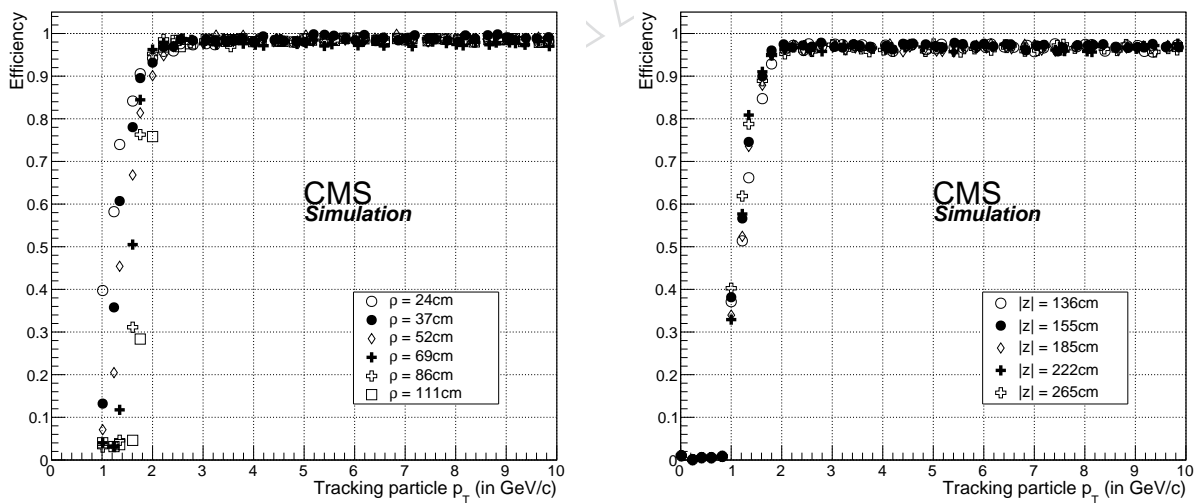 Efficiency
1
0.9
0.8
0.7
0.6
0.5
0.4
0.3
0.2
0.1
0
CMS
Simulation
ρ = 24cm
ρ = 37cm
ρ = 52cm
ρ = 69cm
ρ = 86cm
ρ = 111cm
0 1 2 3 4 5 6 7 8 9 10
Tracking particle p_T (in GeV/c)
Efficiency
1
0.9
0.8
0.7
0.6
0.5
0.4
0.3
0.2
0.1
0
CMS
Simulation
|z| = 136cm
|z| = 155cm
|z| = 185cm
|z| = 222cm
|z| = 265cm
0 1 2 3 4 5 6 7 8 9 10
Tracking particle p_T (in GeV/c)